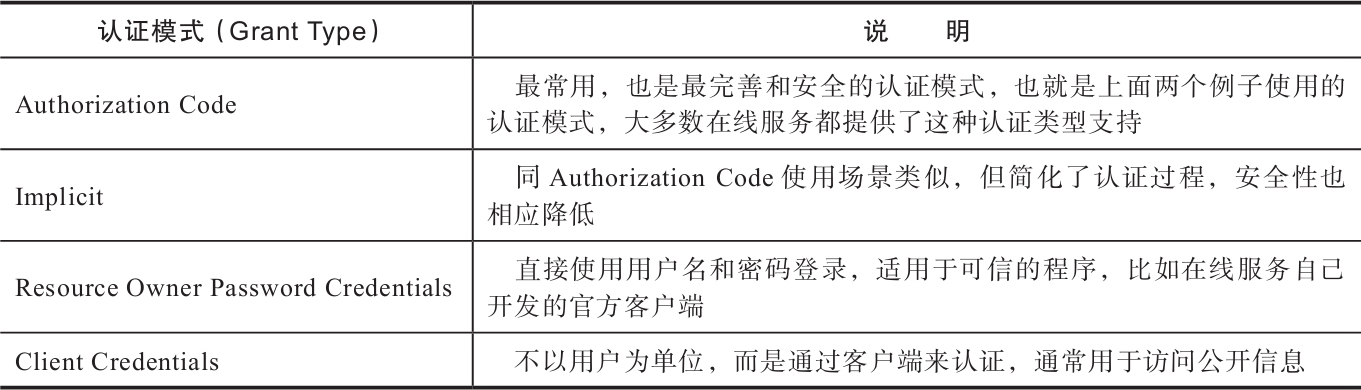 认证模式（Grant Type）
说 明
Authorization Code
最常用，也是最完善和安全的认证模式，也就是上面两个例子使用的
认证模式，大多数在线服务都提供了这种认证类型支持
Implicit
同 Authorization Code 使用场景类似，但简化了认证过程，安全性也
相应降低
Resource Owner Password Credentials
直接使用用户名和密码登录，适用于可信的程序，比如在线服务自己
开发的官方客户端
Client Credentials
不以用户为单位，而是通过客户端来认证，通常用于访问公开信息